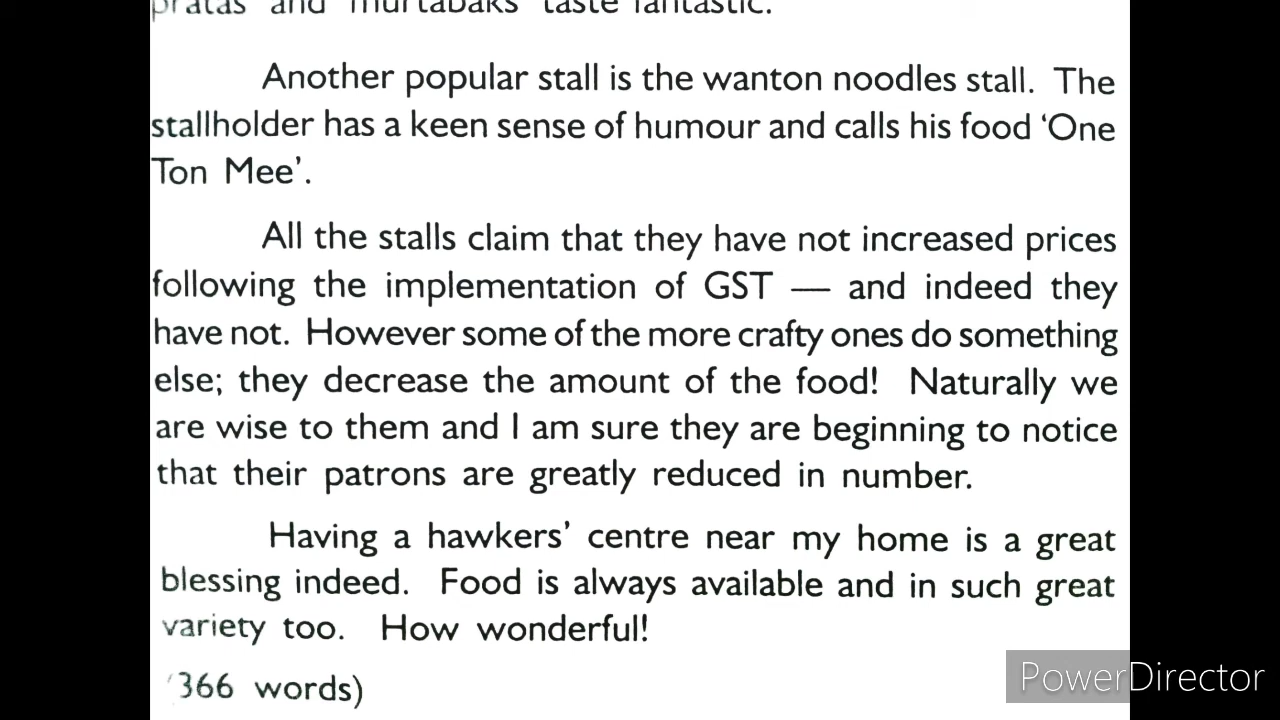 pratas and murtabaks taste fantastic.
Another popular stall is the wanton noodles stall. The
stallholder has a keen sense of humour and calls his food ‘One
Ton Mee’.
All the stalls claim that they have not increased prices
following the implementation of GST — and indeed they
have not. However some of the more crafty ones do something
else; they decrease the amount of the food! Naturally we
are wise to them and I am sure they are beginning to notice
that their patrons are greatly reduced in number.
Having a hawkers’ centre near my home is a great
blessing indeed. Food is always available and in such great
variety too. How wonderful!
(366 words)
PowerDirector